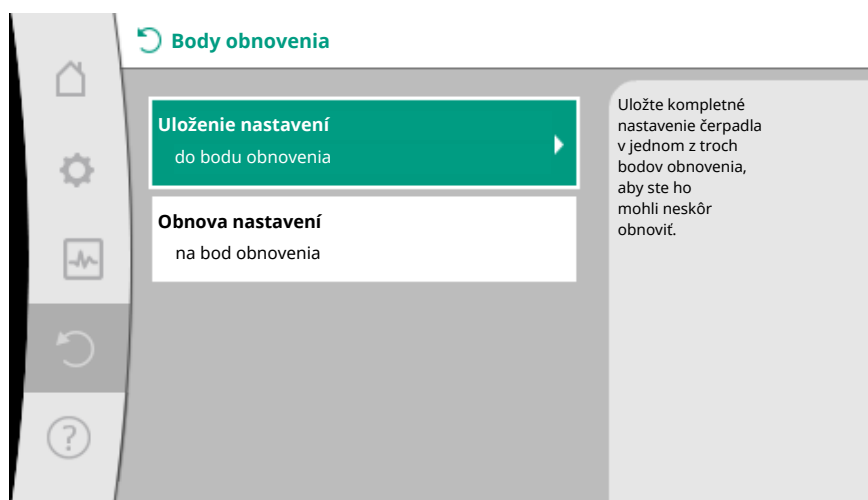 Body obnovenia
Uloženie nastavení
do bodu obnovenia
Obnova nastavení
na bod obnovenia
Uložte kompletné
nastavenie čerpadla
v jednom z troch
bodov obnovenia,
aby ste ho
mohli neskôr
obnoviť.